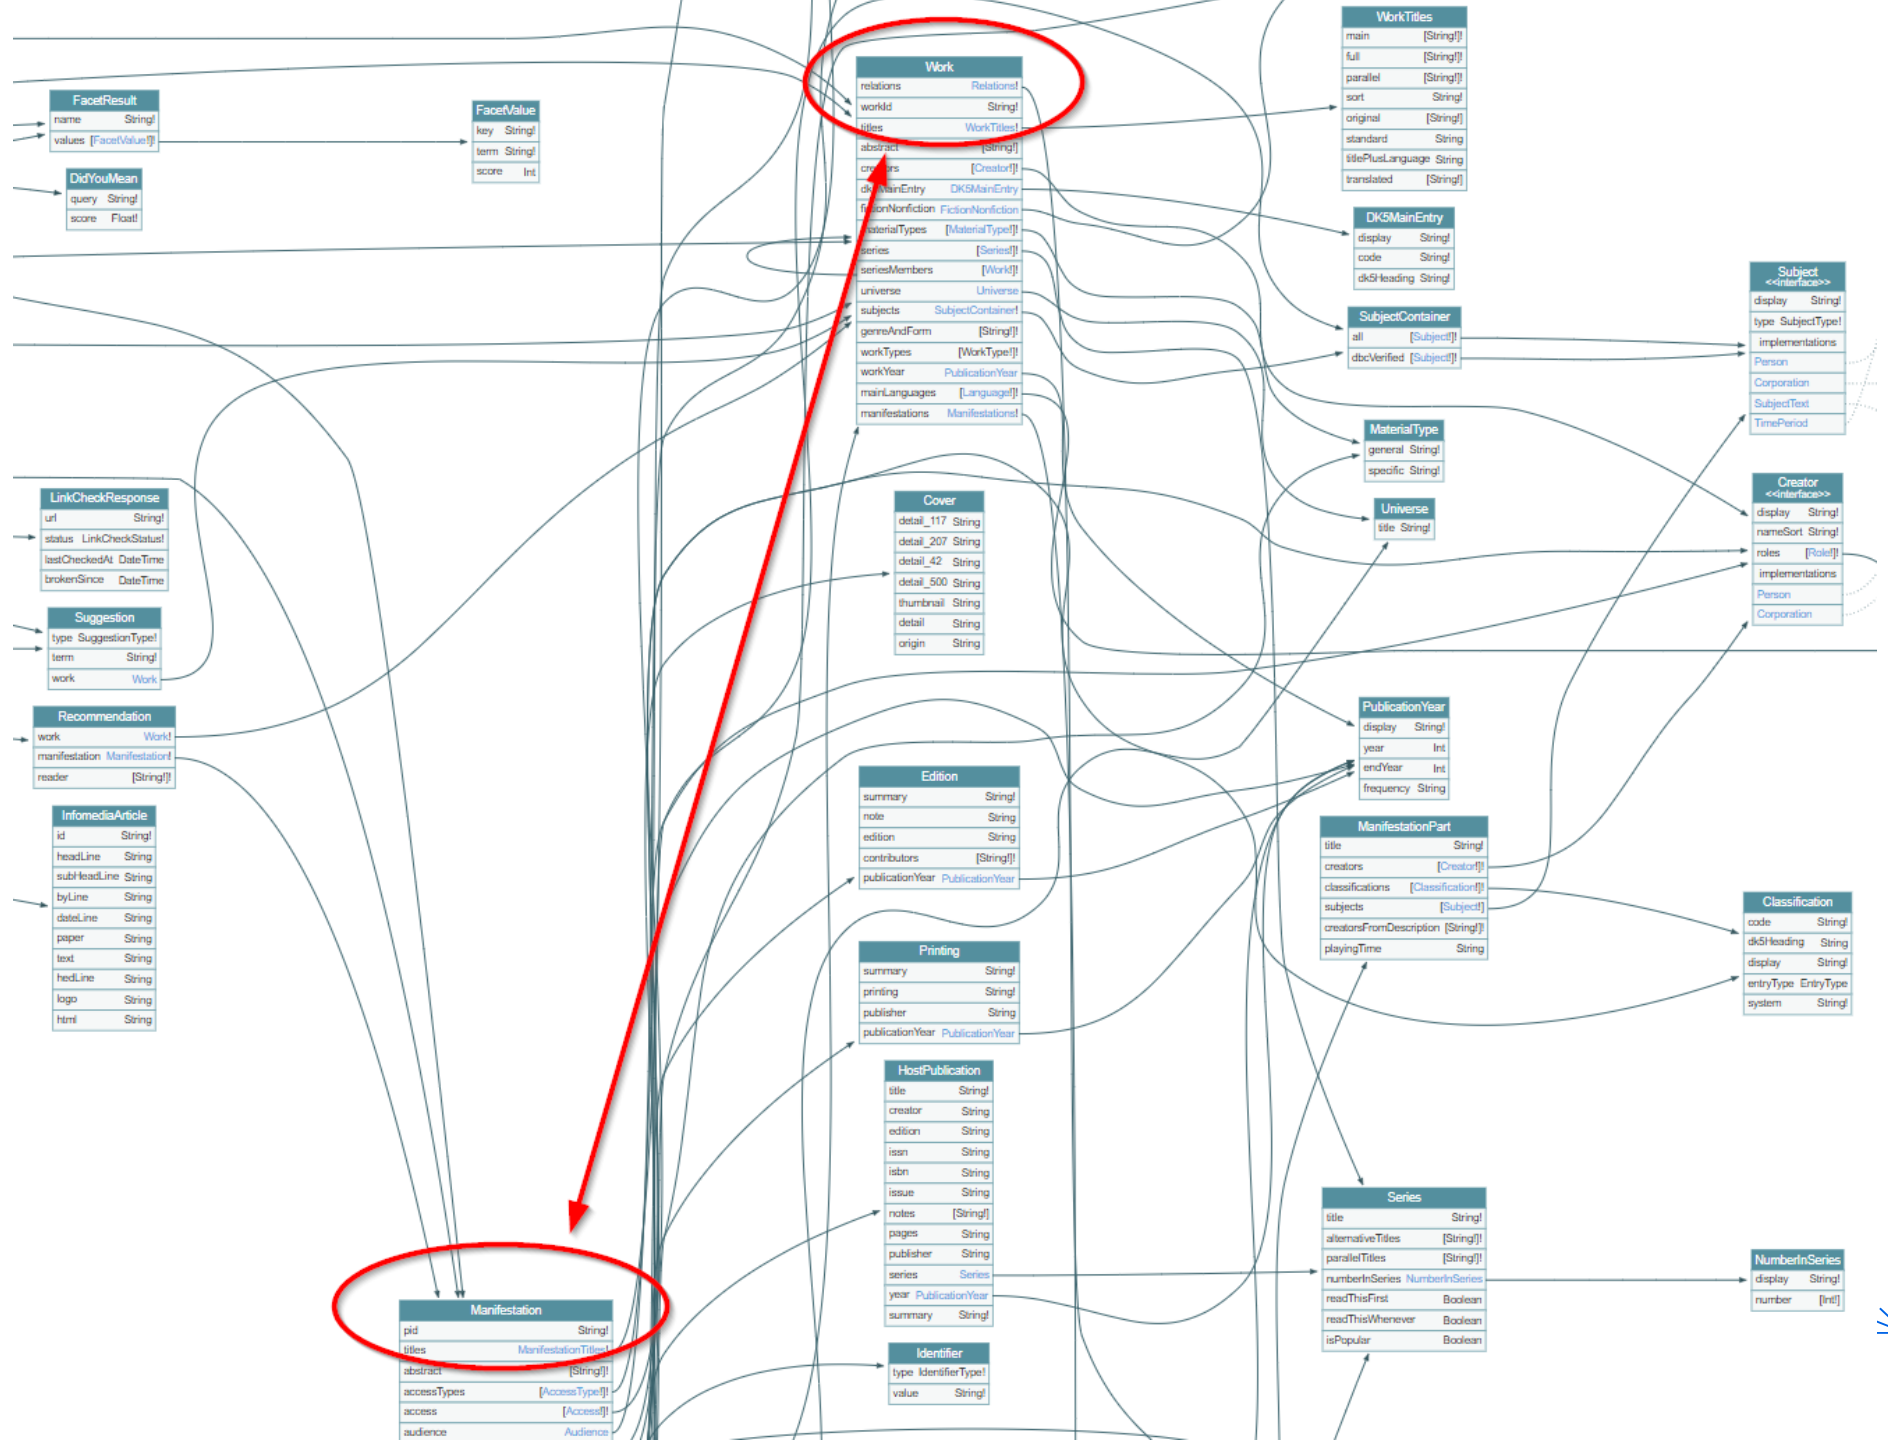 FacetResult
name String!
values [FacetValue!]!
DidYouMean
query String!
score Float!
LinkCheckResponse
url String!
status LinkCheckStatus!
lastCheckedAt DateTime
brokenSince DateTime
Suggestion
type SuggestionType!
term String!
work Work
Recommendation
work Work!
manifestation Manifestation!
reader [String!]!
InfomediaArticle
id String!
headLine String
subHeadLine String
byLine String
dateLine String
paper String
text String
hedLine String
logo String
html String
FacetValue
key String!
term String!
score Int
Manifestation
pid String!
titles ManifestationTitles!
abstract [String!]!
accessTypes [AccessType!]!
access [Access!]!
audience Audience
Work
relations Relations!
workId String!
titles WorkTitles!
abstract [String!]
creators [Creator!]!
dk5MainEntry DK5MainEntry
fictionNonfiction FictionNonfiction
materialTypes [MaterialType!]!
series [Series!]!
seriesMembers [Work!]!
universe Universe
subjects SubjectContainer!
genreAndForm [String!]!
workTypes [WorkType!]!
workYear PublicationYear
mainLanguages [Language!]!
manifestations Manifestations!
Cover
detail_117 String
detail_207 String
detail_42 String
detail_500 String
thumbnail String
detail String
origin String
Edition
summary String!
note String
edition String
contributors [String!]!
publicationYear PublicationYear
Printing
summary String!
printing String!
publisher String
publicationYear PublicationYear
HostPublication
title String!
creator String
edition String
issn String
isbn String
issue String
notes [String!]
pages String
publisher String
series Series
year PublicationYear
summary String!
Identifier
type IdentifierType!
value String!
WorkTitles
main [String!]!
full [String!]!
parallel [String!]!
sort String!
original [String!]
standard String
titlePlusLanguage String
translated [String!]
DK5MainEntry
display String!
code String!
dk5Heading String!
SubjectContainer
all [Subject!]!
dbcVerified [Subject!]!
MaterialType
general String!
specific String!
Universe
title String!
PublicationYear
display String!
year Int
endYear Int
frequency String
ManifestationPart
title String!
creators [Creator!]!
classifications [Classification!]!
subjects [Subject!]
creatorsFromDescription [String!]!
playingTime String
Series
title String!
alternativeTitles [String!]!
parallelTitles [String!]!
numberInSeries NumberInSeries
readThisFirst Boolean
readThisWhenever Boolean
isPopular Boolean
Subject
<<interface>>
display String!
type SubjectType!
implementations
Person
Corporation
SubjectText
TimePeriod
Creator
<<interface>>
display String!
nameSort String!
roles [Role!]!
implementations
Person
Corporation
Classification
code String!
dk5Heading String
display String!
entryType EntryType
system String!
NumberInSeries
display String!
number [Int!]